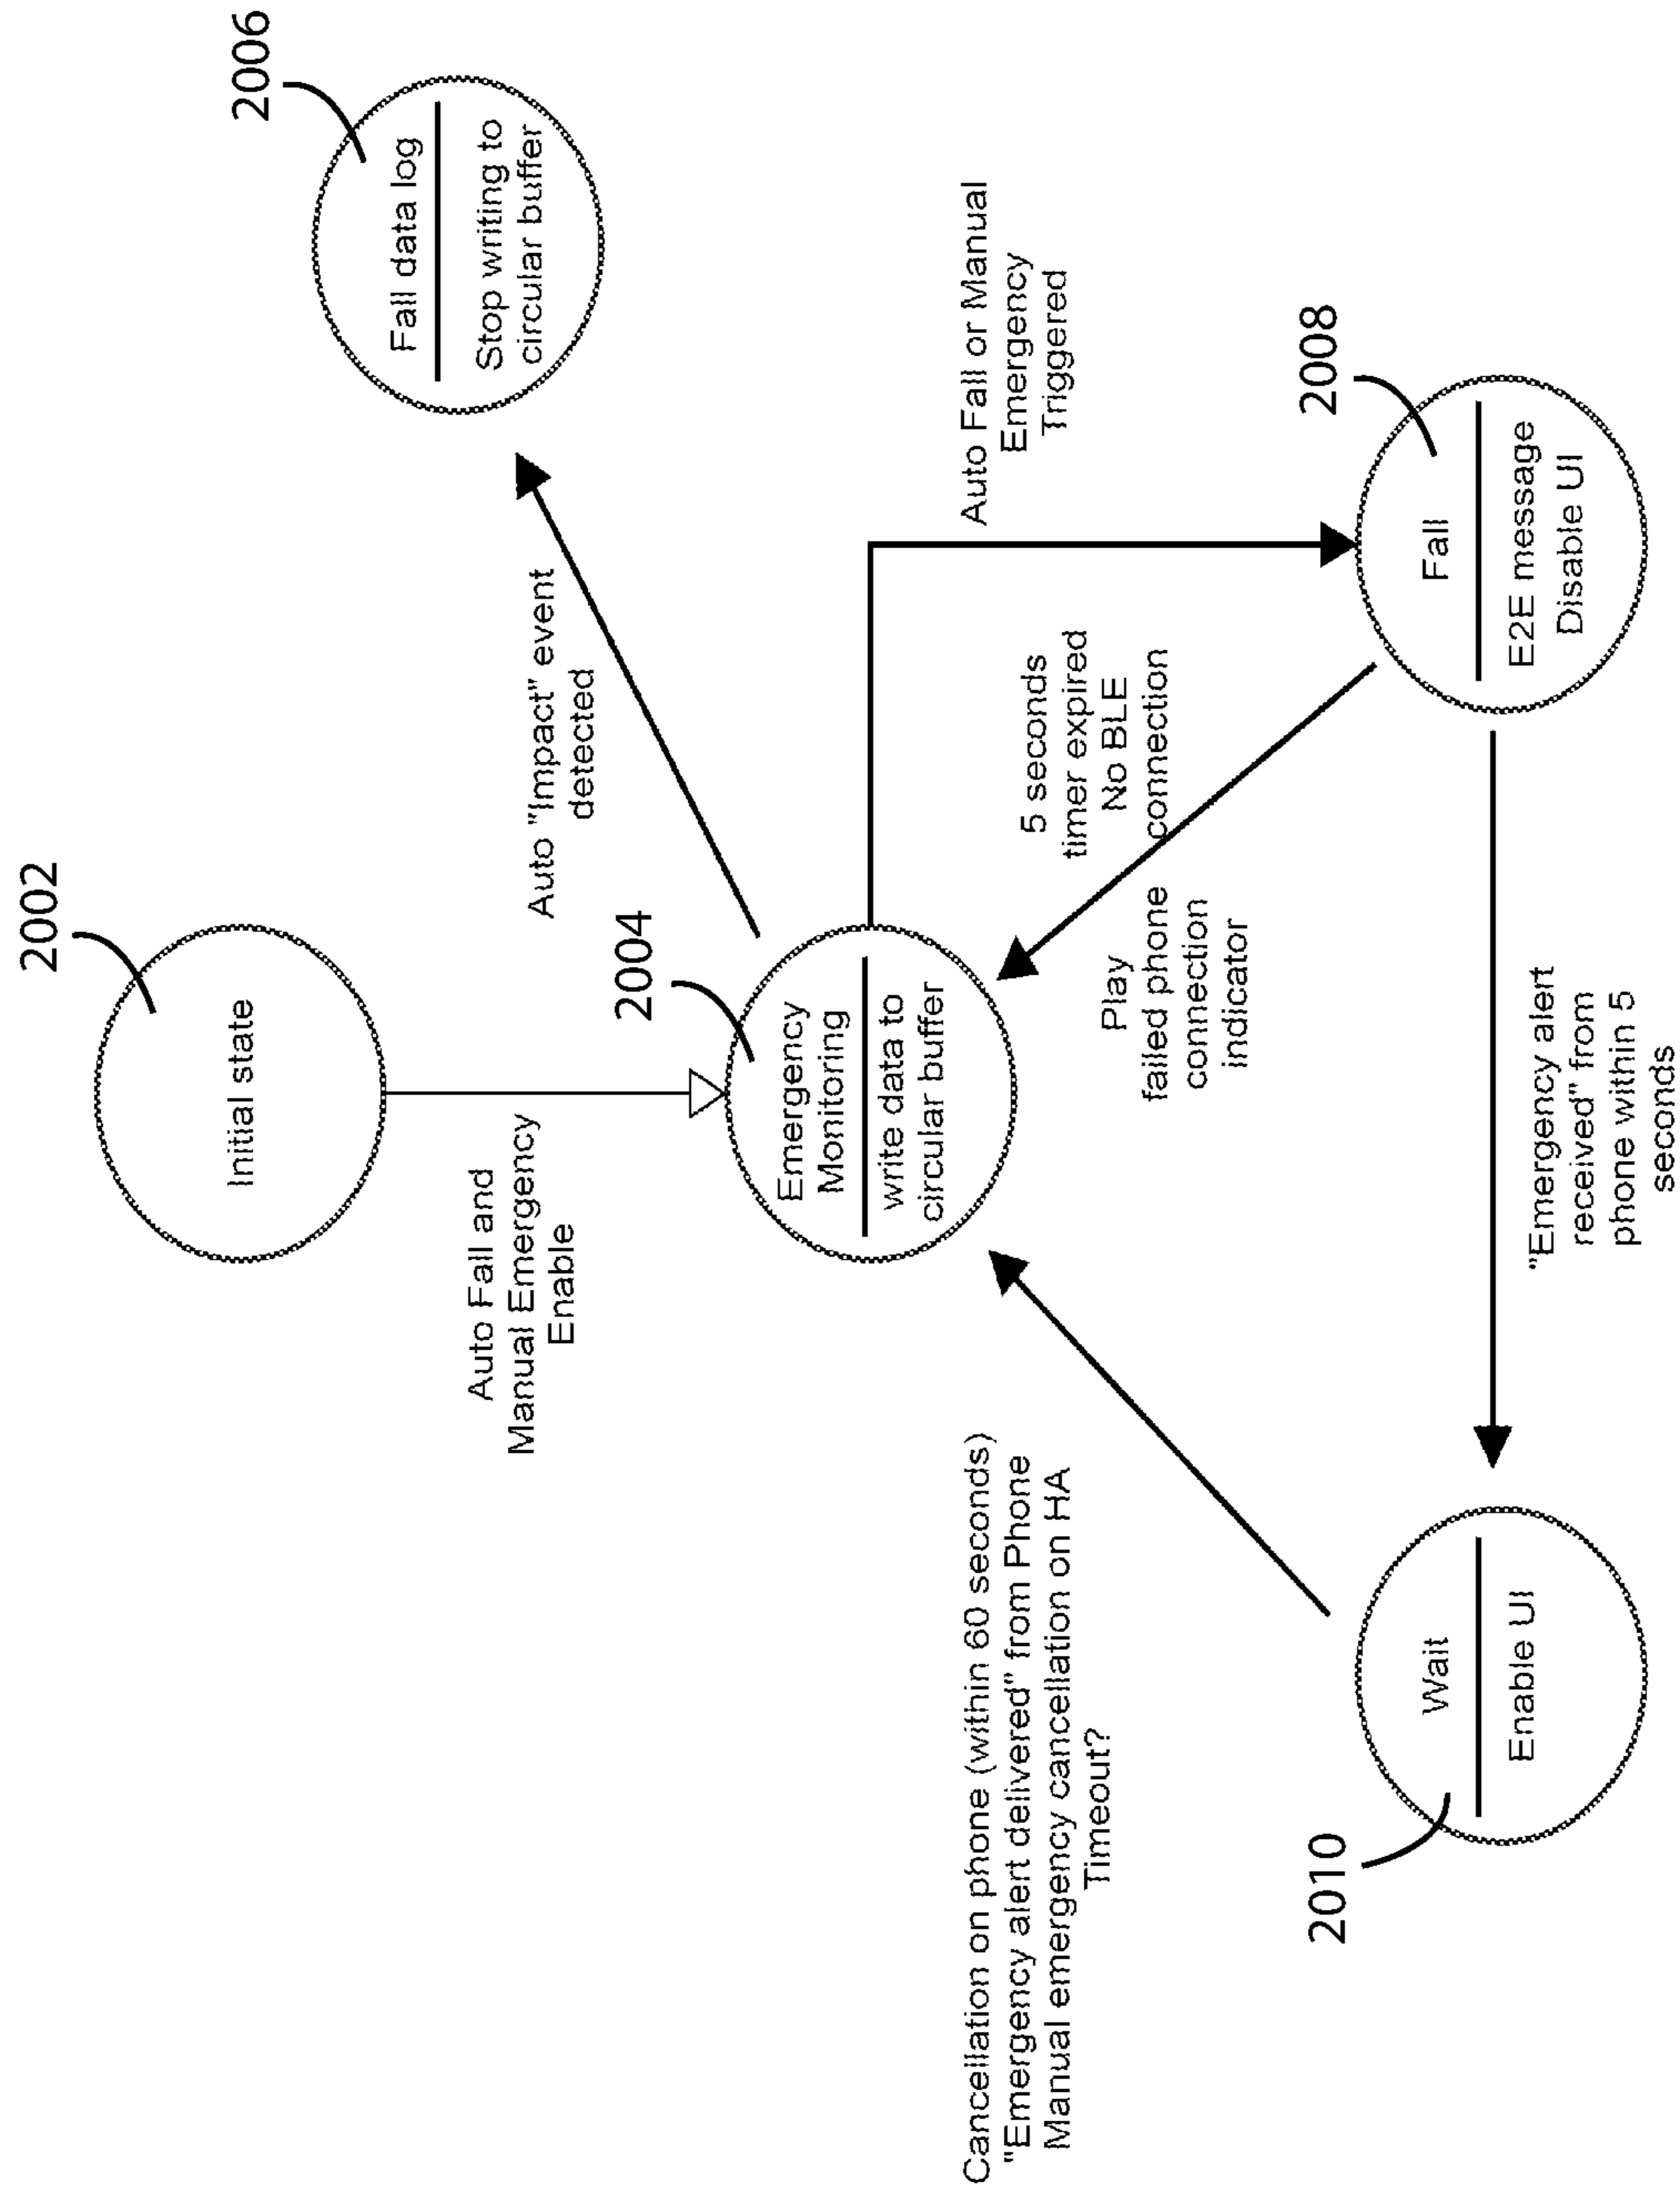 2002
Initial state
2006
Fall data log
Stop writing to
circular buffer
Auto Fall and
Manual Emergency
Enable
Auto "Impact" event
detected
2004
Emergency
Monitoring
write data to
circular buffer
Cancellation on phone (within 60 seconds)
"Emergency alert delivered" from Phone
Manual emergency cancellation on HA
Timeout?
Play
failed phone
connection
indicator
5 seconds
timer expired
No BLE
connection
Auto Fall or Manual
Emergency
Triggered
2010
Wait
Enable UI
"Emergency alert
received" from
phone within 5
seconds
2008
Fall
E2E message
Disable UI